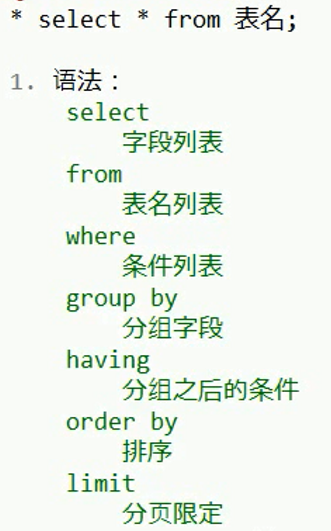 * select * from 表名;
1. 语法：
select
字段列表
from
表名列表
where
条件列表
group by
分组字段
having
分组之后的条件
order by
排序
limit
分页限定